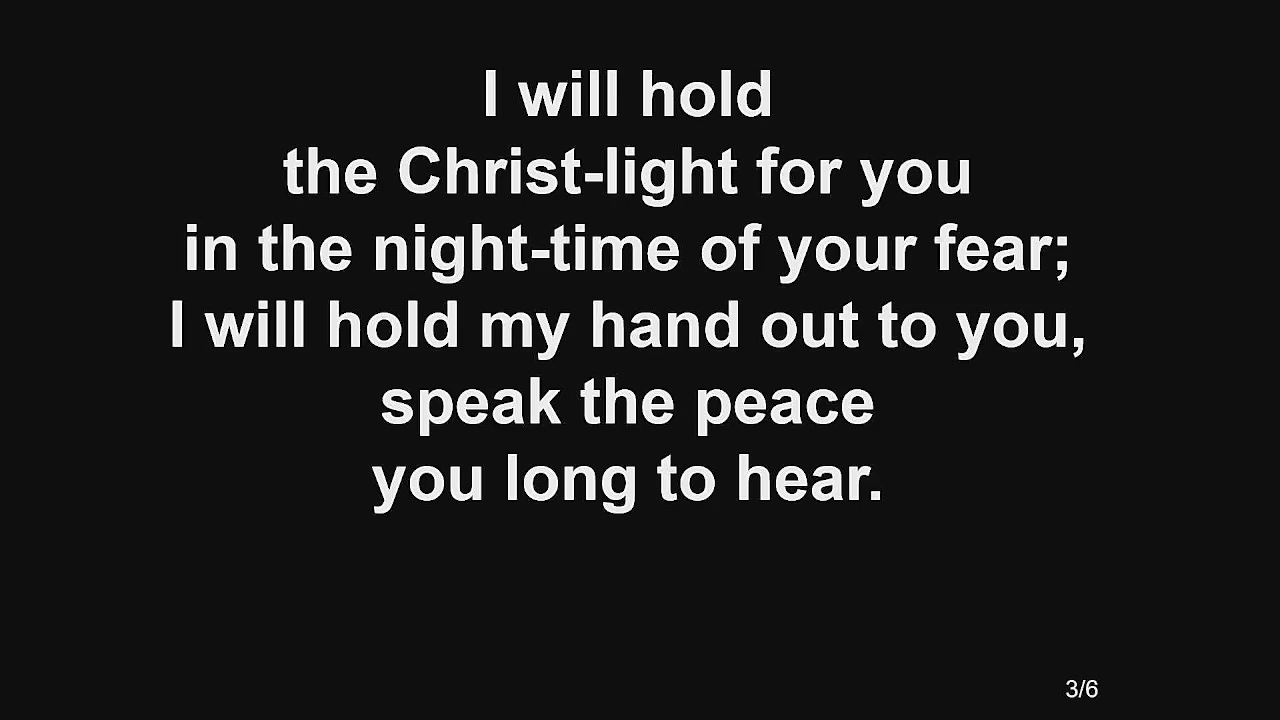 I will hold
the Christ-light for you
in the night-time of your fear;
I will hold my hand out to you,
speak the peace
you long to hear.
3/6